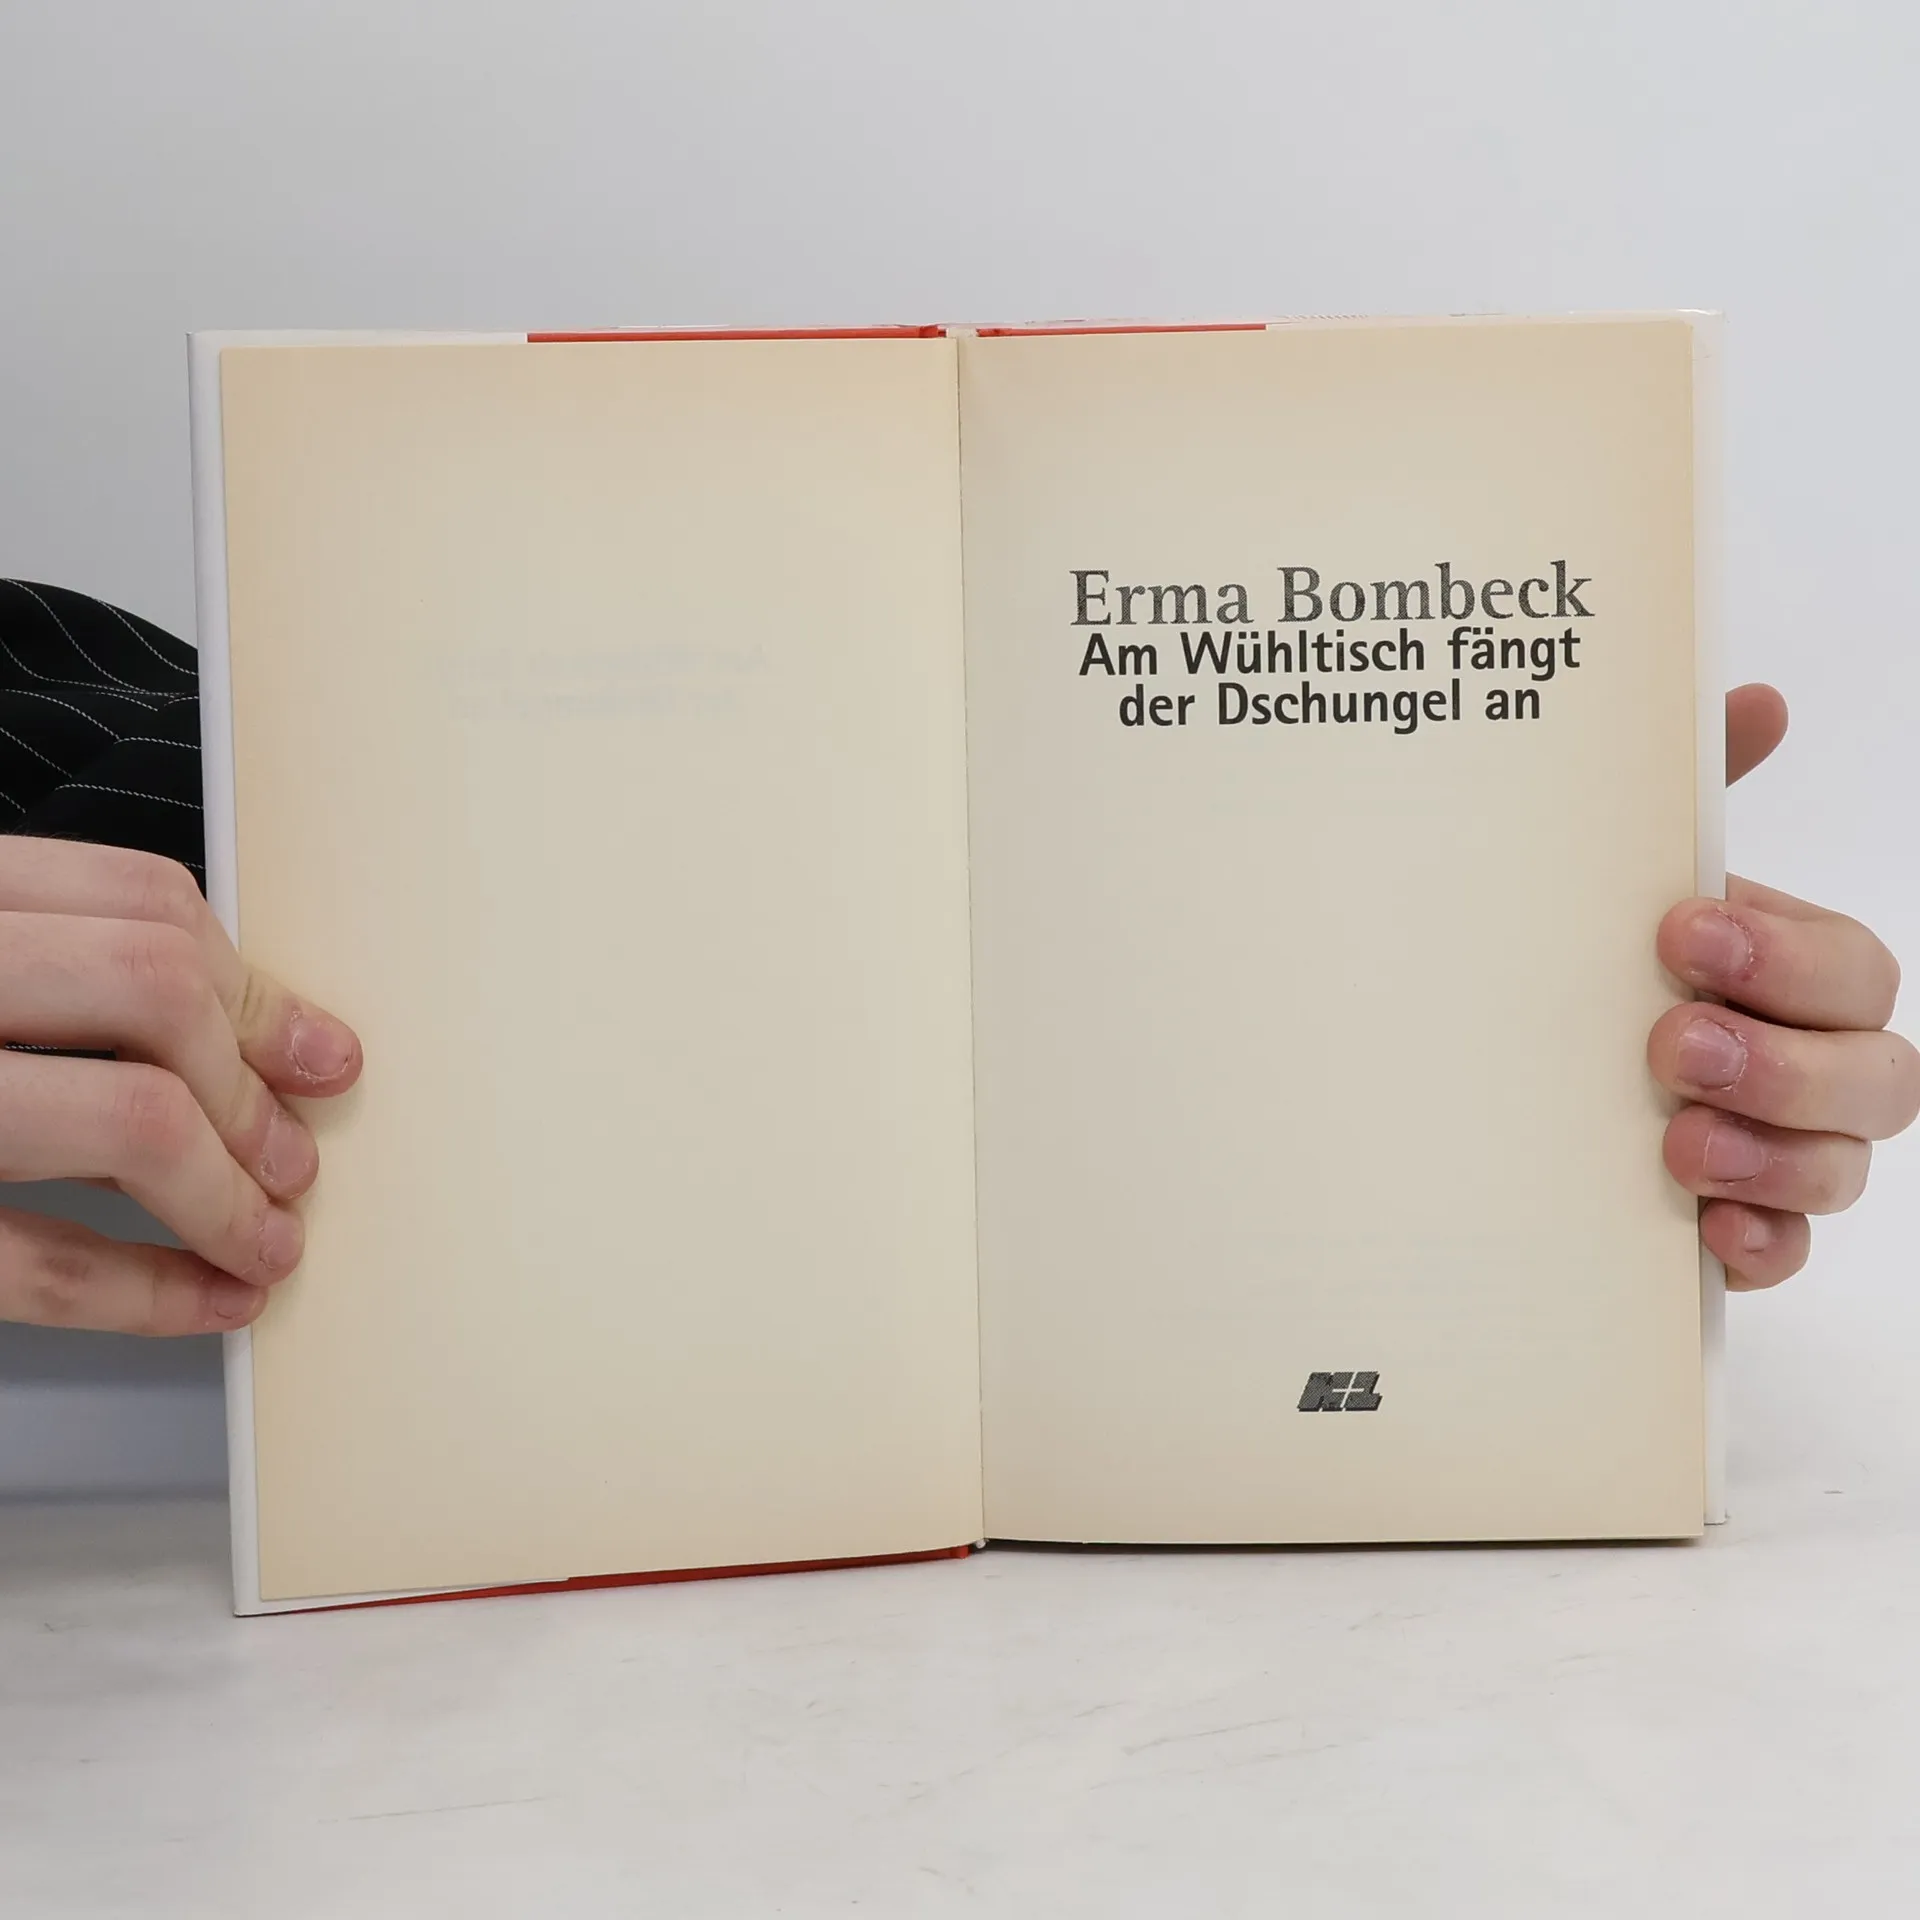 Erma Bombeck
Am Wühltisch fängt
der Dschungel an